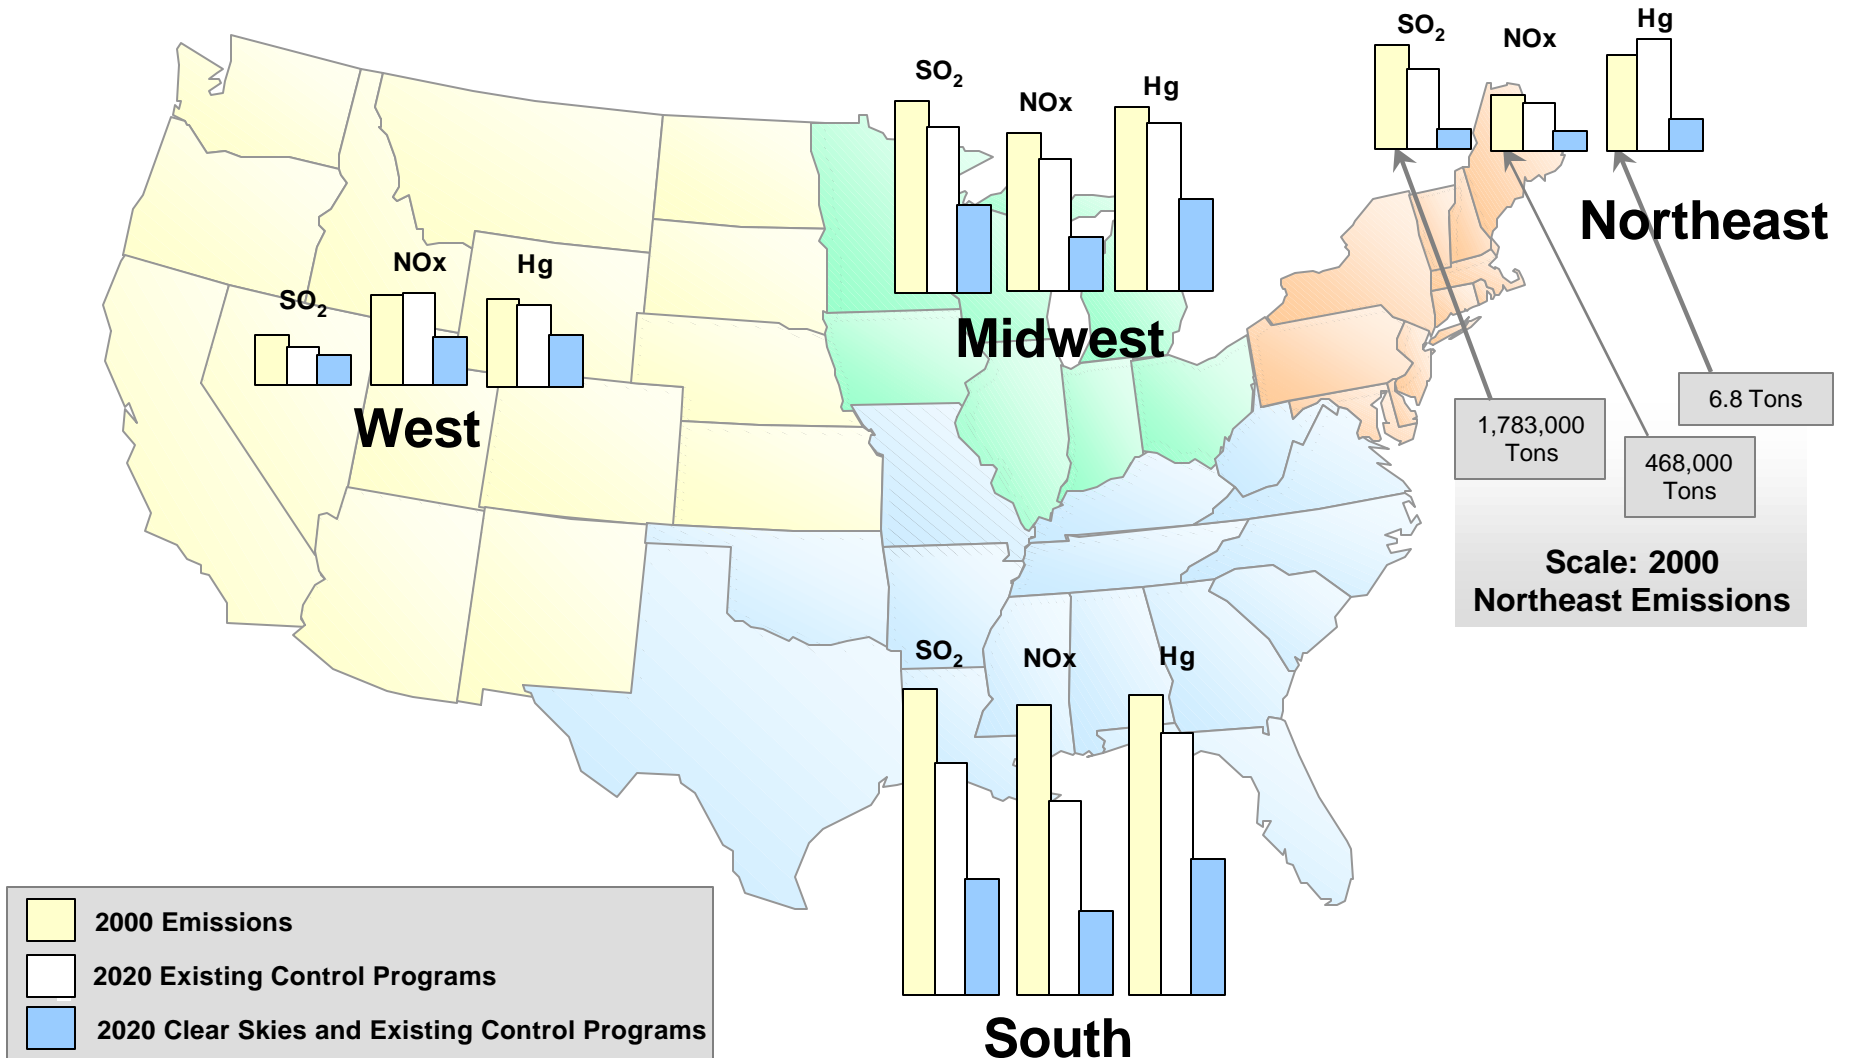 SO2
NOx
Hg
West
SO2
NOx
Hg
Midwest
SO2
NOx
Hg
Northeast
1,783,000
Tons
468,000
Tons
6.8 Tons
Scale: 2000
Northeast Emissions
SO2
NOx
Hg
South
2000 Emissions
2020 Existing Control Programs
2020 Clear Skies and Existing Control Programs